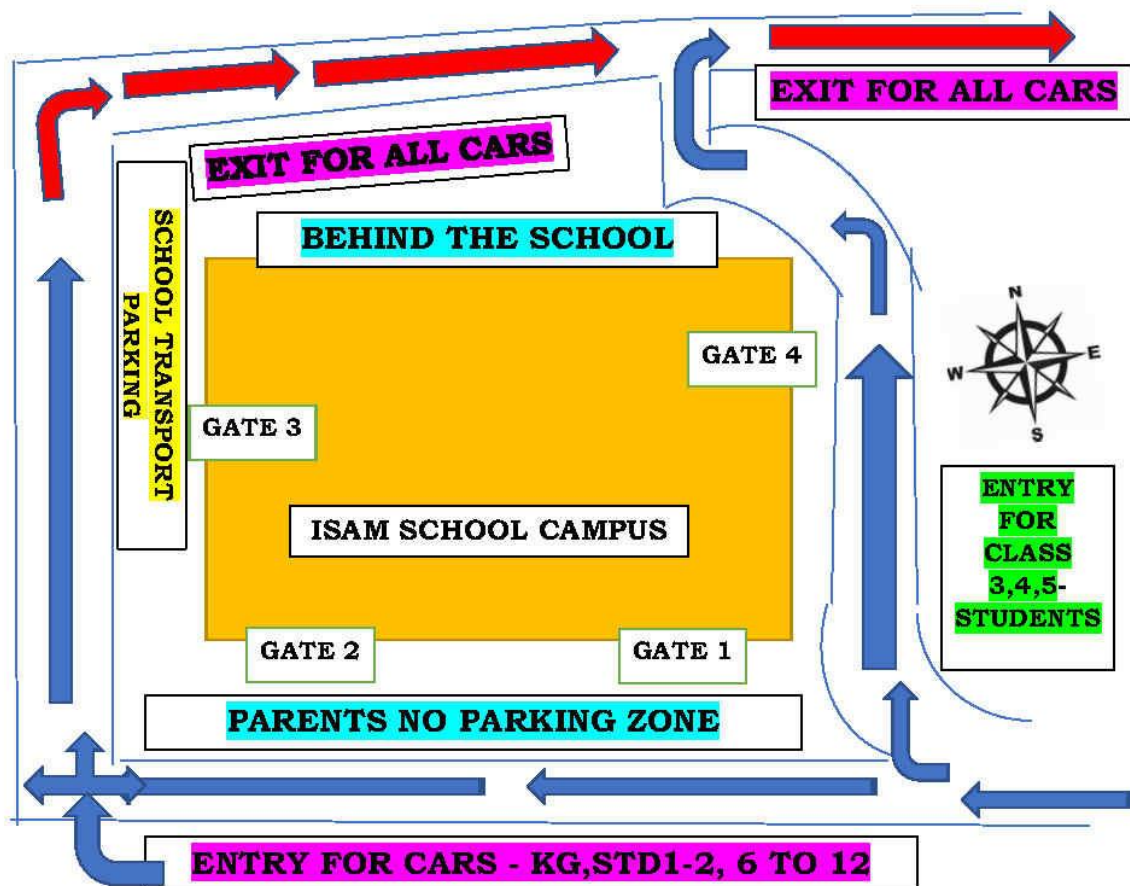 EXIT FOR ALL CARS
EXIT FOR ALL CARS
BEHIND THE SCHOOL
SCHOOL TRANSPORT
PARKING
GATE 4
N
W
E
S
GATE 3
ISAM SCHOOL CAMPUS
ENTRY
FOR
CLASS
3,4,5-
STUDENTS
GATE 2
GATE 1
PARENTS NO PARKING ZONE
ENTRY FOR CARS - KG,STD1-2, 6 TO 12